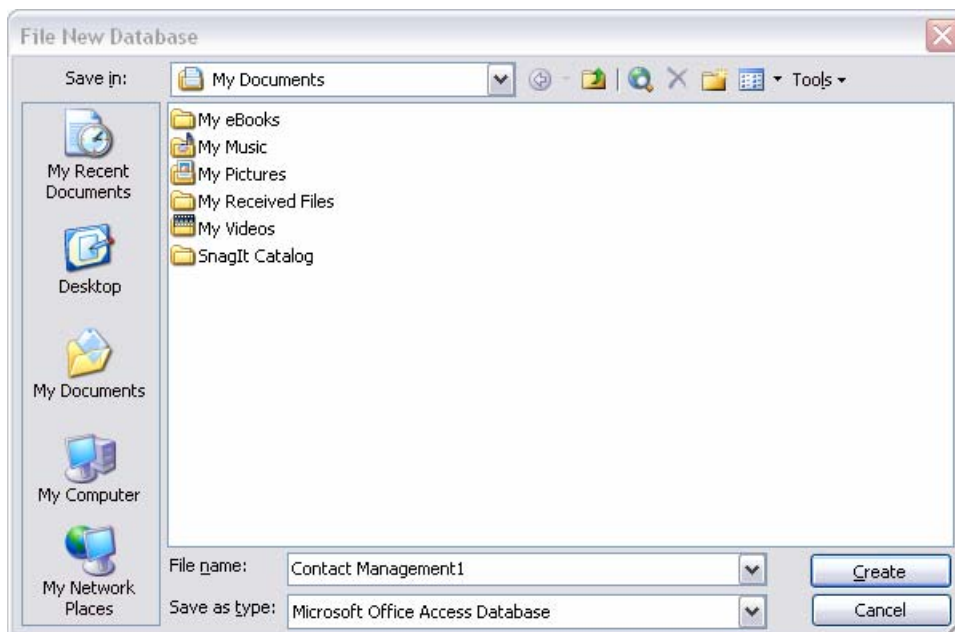 File New Database
Save in:
My Documents
Tools
My Recent
Documents
Desktop
My Documents
My Computer
My Network
Places
My eBooks
My Music
My Pictures
My Received Files
My Videos
SnagIt Catalog
File name:
Contact Management1
Create
Save as type:
Microsoft Office Access Database
Cancel